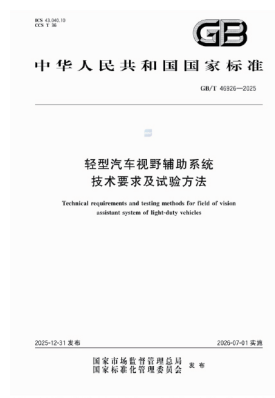 ICS 43.040.10
CCS T 36
GB
中华人民共和国国家标准
GB/T 46926—2025
轻型汽车视野辅助系统
技术要求及试验方法
Technical requirements and testing methods for field of vision
assistant system of light-duty vehicles
2025-12-31 发布
2026-07-01 实施
国家市场监督管理总局
国家标准化管理委员会
发布